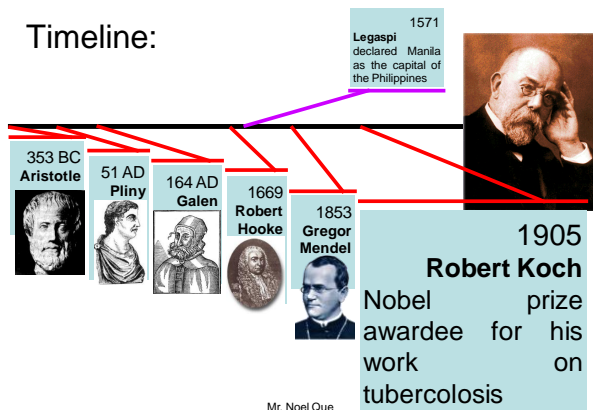 Timeline:
1571
Legaspi
declared Manila
as the capital of
the Philippines
353 BC
Aristotle
51 AD
Pliny
164 AD
Galen
1669
Robert
Hooke
1853
Gregor
Mendel
1905
Robert Koch
Nobel prize
awardee for his
work on
tubercolosis
Mr. Noel Que